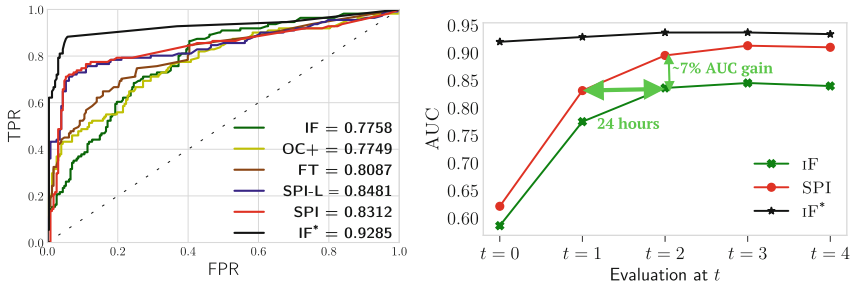 1.0
0.8
0.6
0.4
0.2
0.0
TPR
0.0
0.2
0.4
0.6
0.8
1.0
FPR
IF = 0.7758
OC+ = 0.7749
FT = 0.8087
SPI-L = 0.8481
SPI = 0.8312
IF* = 0.9285
0.95
0.90
0.85
0.80
0.75
0.70
0.65
0.60
AUC
~7% AUC gain
24 hours
IF
SPI
IF*
t = 0
t = 1
t = 2
t = 3
t = 4
Evaluation at t